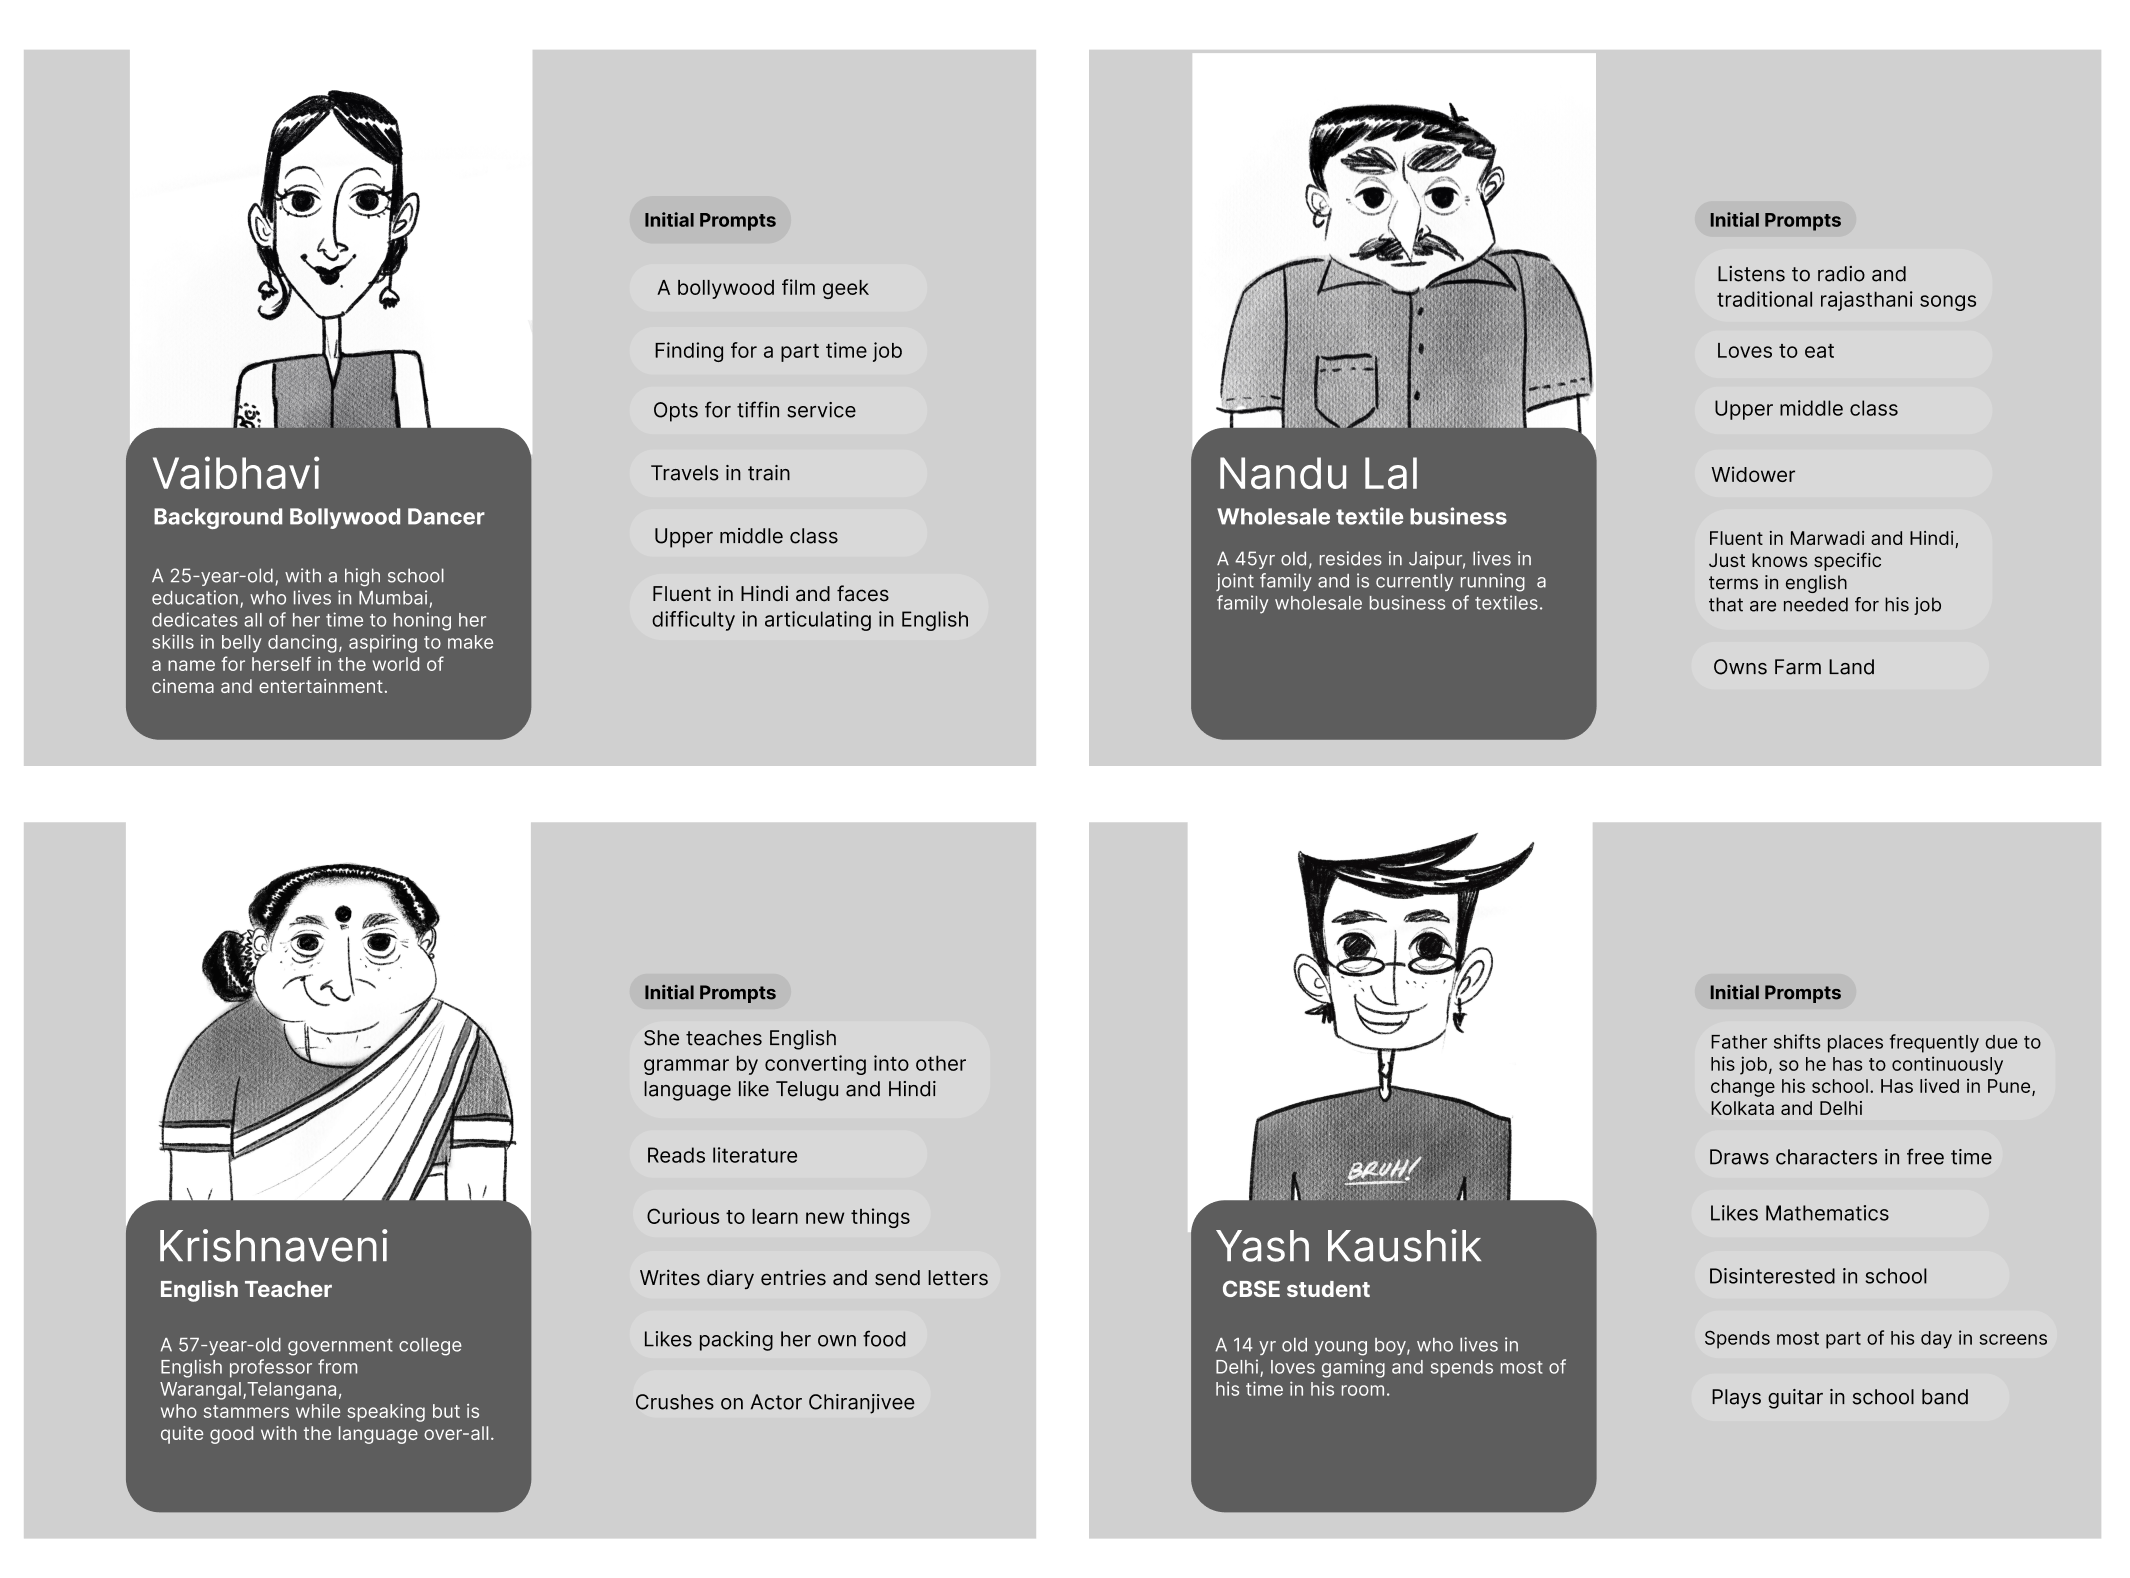 Vaibhavi
Background Bollywood Dancer
A 25-year-old, with a high school
education, who lives in Mumbai,
dedicates all of her time to honing her
skills in belly dancing, aspiring to make
a name for herself in the world of
cinema and entertainment.
Initial Prompts
A bollywood film geek
Finding for a part time job
Opts for tiffin service
Travels in train
Upper middle class
Fluent in Hindi and faces
difficulty in articulating in English
Nandu Lal
Wholesale textile business
A 45yr old, resides in Jaipur, lives in
joint family and is currently running  a
family wholesale business of textiles.
Initial Prompts
Listens to radio and
traditional rajasthani songs
Loves to eat
Upper middle class
Widower
Fluent in Marwadi and Hindi,
Just knows specific
terms in english
that are needed for his job
Owns Farm Land
Krishnaveni
English Teacher
A 57-year-old government college
English professor from
Warangal,Telangana,
who stammers while speaking but is
quite good with the language over-all.
Initial Prompts
She teaches English
grammar by converting into other
language like Telugu and Hindi
Reads literature
Curious to learn new things
Writes diary entries and send letters
Likes packing her own food
Crushes on Actor Chiranjivee
BRUH!
Yash Kaushik
CBSE student
A 14 yr old young boy, who lives in
Delhi, loves gaming and spends most of
his time in his room.
Initial Prompts
Father shifts places frequently due to
his job, so he has to continuously
change his school. Has lived in Pune,
Kolkata and Delhi
Draws characters in free time
Likes Mathematics
Disinterested in school
Spends most part of his day in screens
Plays guitar in school band